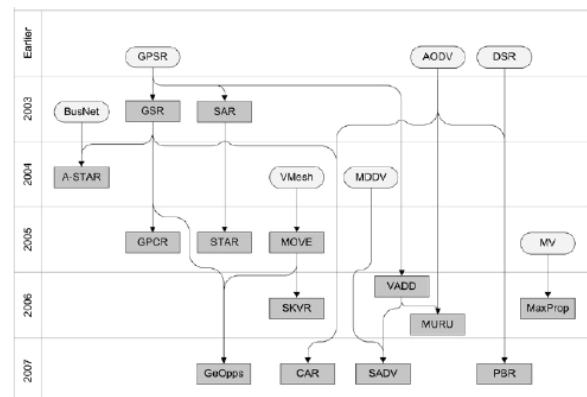 Earlier
GPSR
AODV
DSR
2003
BusNet
GSR
SAR
2004
A-STAR
VMesh
MDDV
2005
GPCR
STAR
MOVE
MV
2006
SKVR
VADD
MURU
MaxProp
2007
GeOpps
CAR
SADV
PBR